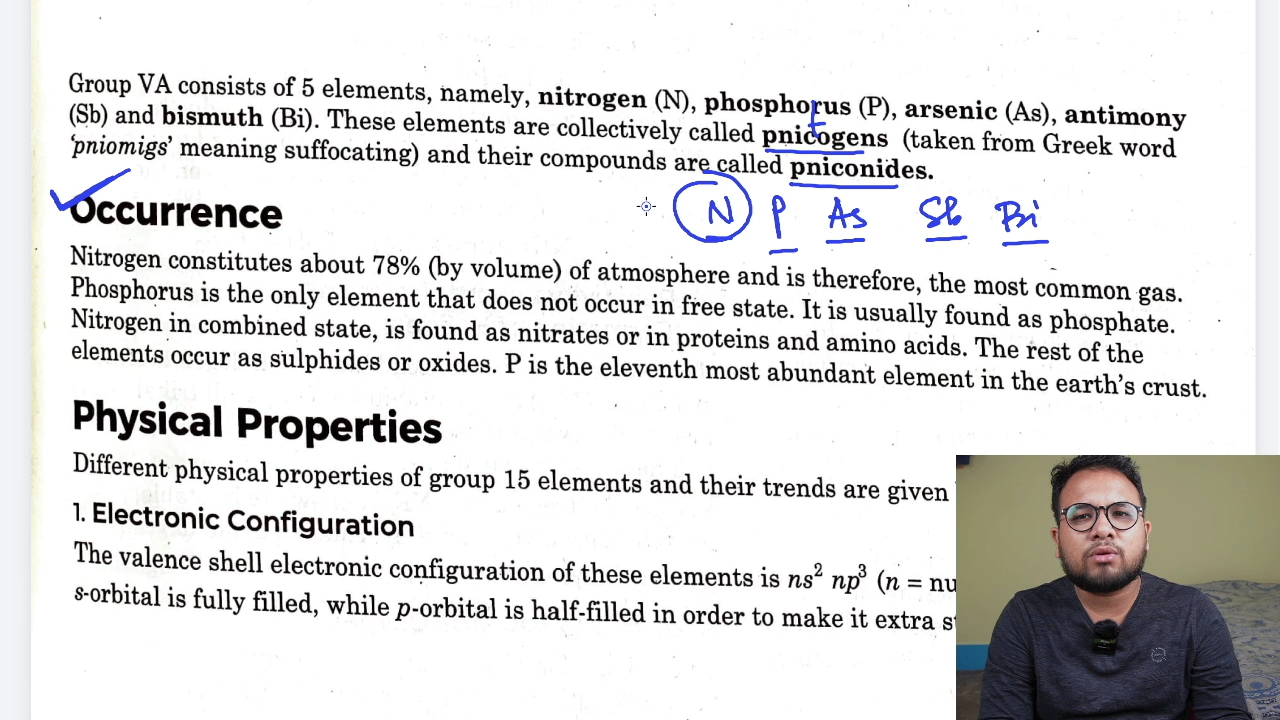 Group VA consists of 5 elements, namely, nitrogen (N), phosphorus (P), arsenic (As), antimony
(Sb) and bismuth (Bi). These elements are collectively called pnicogens (taken from Greek word
t
'pniomigs' meaning suffocating) and their compounds are called pniconides.
Occurrence
N P As Sb Bi
Nitrogen constitutes about 78% (by volume) of atmosphere and is therefore, the most common gas.
Phosphorus is the only element that does not occur in free state. It is usually found as phosphate.
Nitrogen in combined state, is found as nitrates or in proteins and amino acids. The rest of the
elements occur as sulphides or oxides. P is the eleventh most abundant element in the earth's crust.
Physical Properties
Different physical properties of group 15 elements and their trends are given
1. Electronic Configuration
The valence shell electronic configuration of these elements is ns² np³ (n = nu
s-orbital is fully filled, while p-orbital is half-filled in order to make it extra s